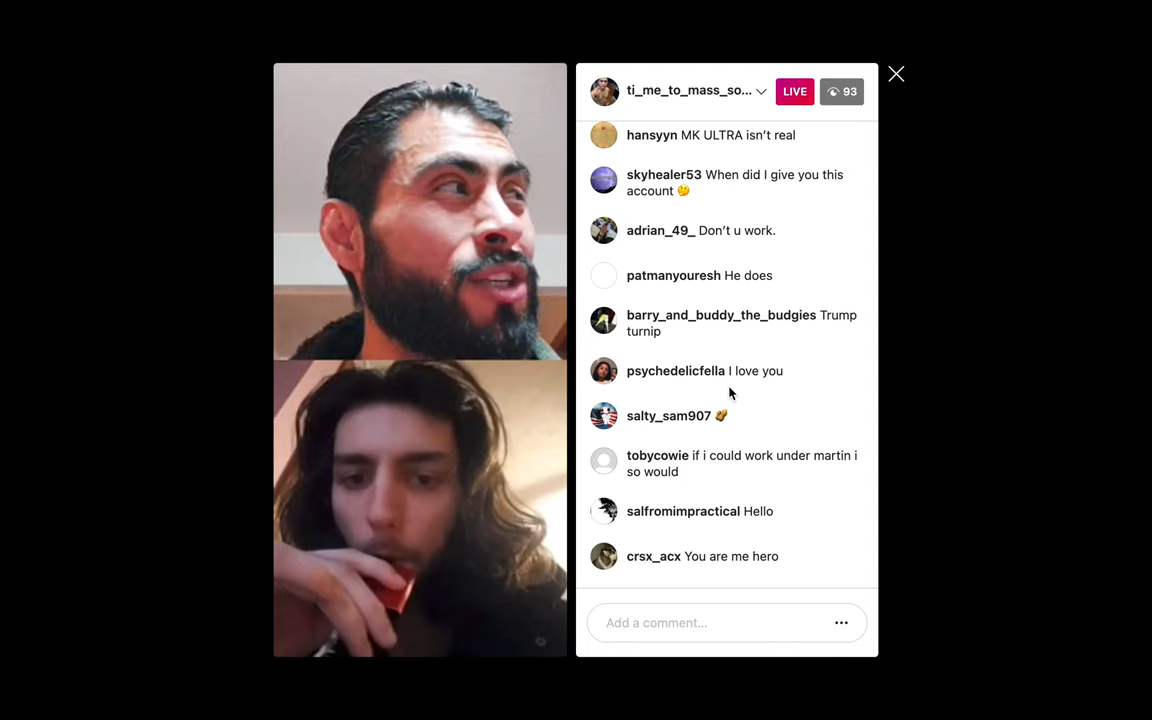 ti_me_to_mass_so...
LIVE
93
hansyyn MK ULTRA isn't real
skyhealer53 When did I give you this
account 🤔
adrian_49_ Don't u work.
patmanyouresh He does
barry_and_buddy_the_budgies Trump
turnip
psychedelicfella I love you
salty_sam907 🥜
tobycowie if i could work under martin i
so would
salfromimpractical Hello
crsx_acx You are me hero
Add a comment...